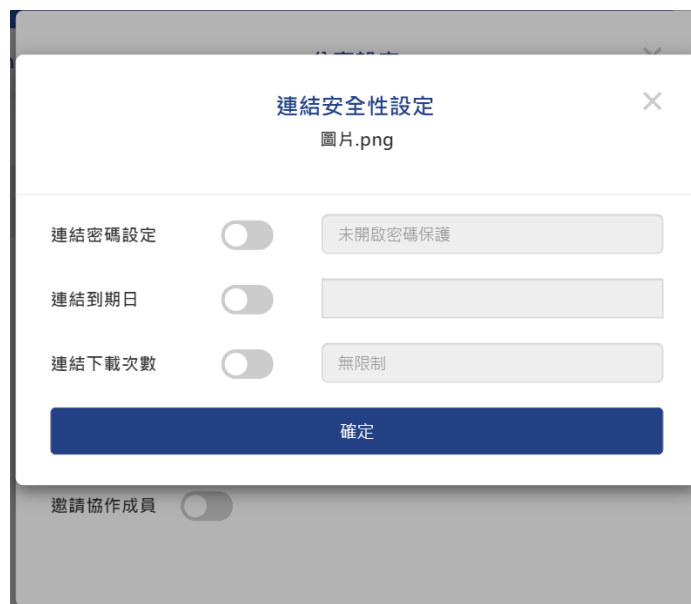 連結安全性設定
圖片.png
連結密碼設定 未開啟密碼保護
連結到期日
連結下載次數 無限制
確定
邀請協作成員